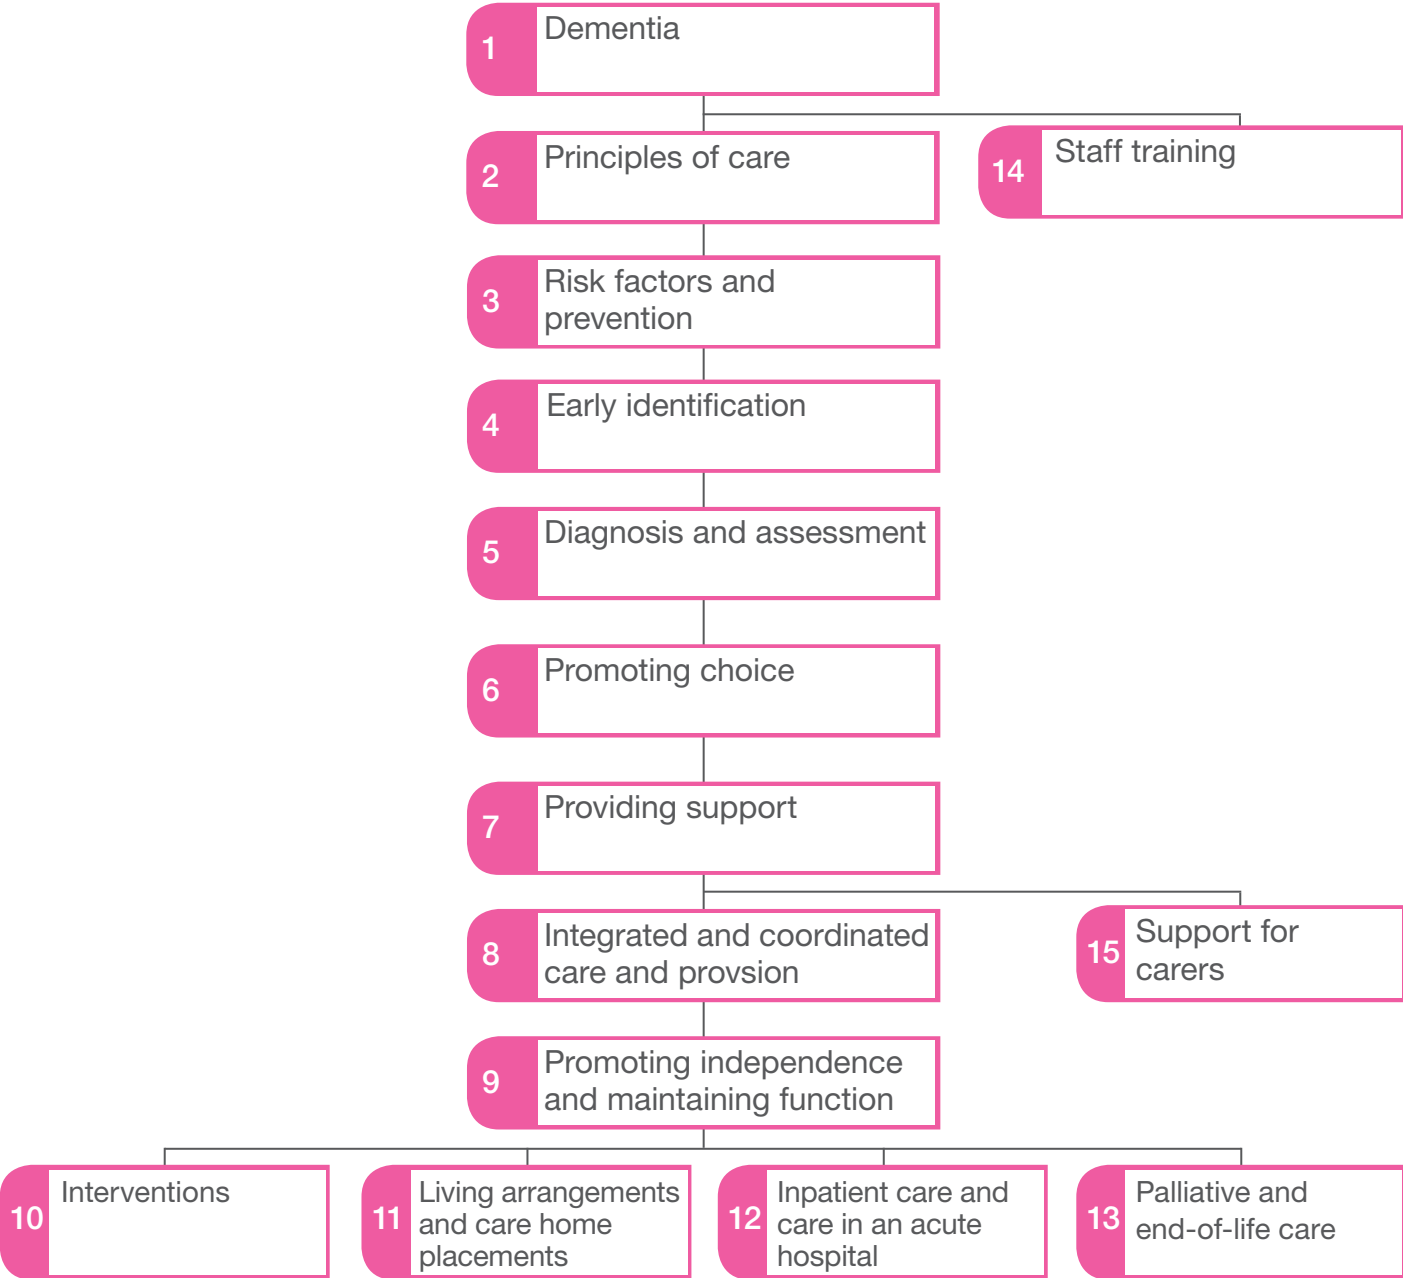 1
Dementia
2
Principles of care
14
Staff training
3
Risk factors and
prevention
4
Early identification
5
Diagnosis and assessment
6
Promoting choice
7
Providing support
8
Integrated and coordinated
care and provsion
15
Support for
carers
9
Promoting independence
and maintaining function
10
Interventions
11
Living arrangements
and care home
placements
12
Inpatient care and
care in an acute
hospital
13
Palliative and
end-of-life care